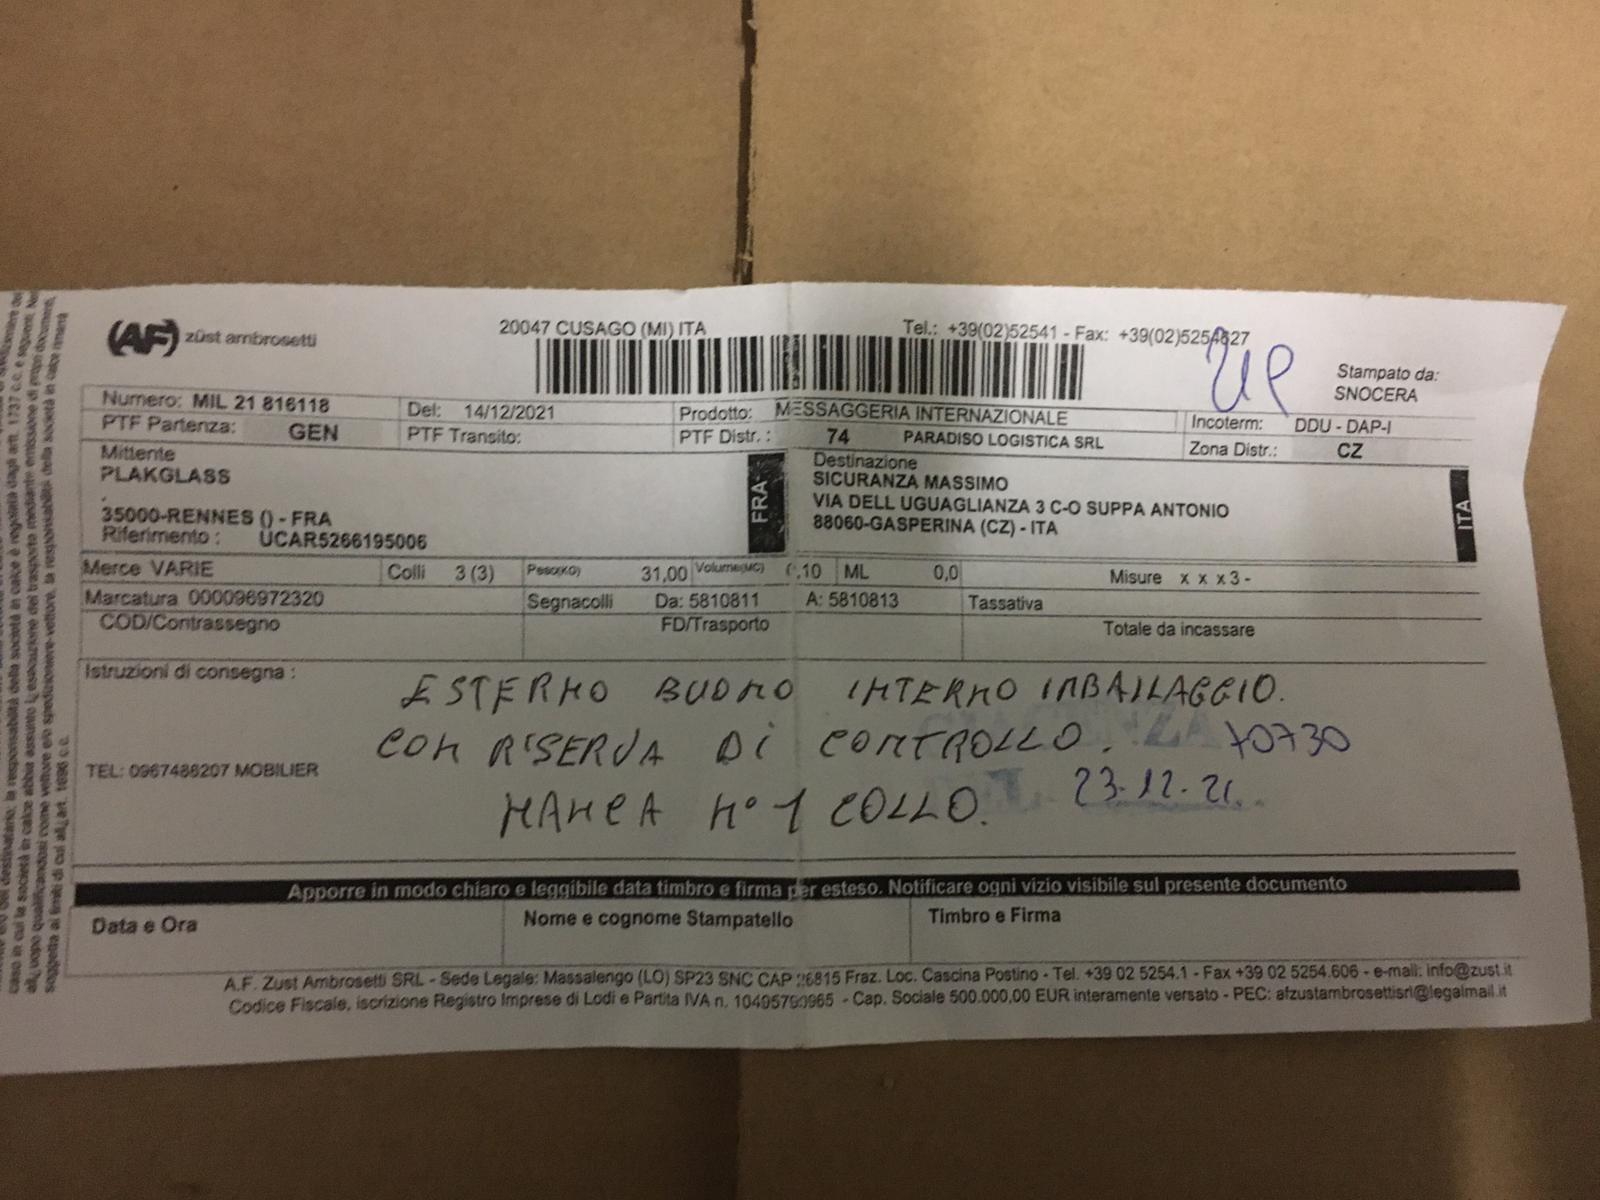 (AF) züst ambrosetti
20047 CUSAGO (MI) ITA
Tel.: +39(02)52541 - Fax: +39(02)5254627
UP
Stampato da:
SNOCERA
Numero: MIL 21 816118 Del: 14/12/2021 Prodotto: MESSAGGERIA INTERNAZIONALE Incoterm: DDU - DAP-I
PTF Partenza: GEN PTF Transito: PTF Distr. : 74 PARADISO LOGISTICA SRL Zona Distr.: CZ
Mittente
PLAKGLASS
.
35000-RENNES () - FRA
Riferimento : UCAR5266195006
FRA
Destinazione
SICURANZA MASSIMO
VIA DELL UGUAGLIANZA 3 C-O SUPPA ANTONIO
88060-GASPERINA (CZ) - ITA
ITA
Merce VARIE Colli 3 (3) Peso(KG) 31,00 Volume(MC) 0,10 ML 0,0 Misure x x x 3 -
Marcatura 000096972320 Segnacolli Da: 5810811 A: 5810813 Tassativa
COD/Contrassegno FD/Trasporto Totale da incassare
Istruzioni di consegna :
ESTERNO BUONO INTERNO IMBALLAGGIO.
CON RISERVA DI CONTROLLO. 70730
TEL: 0967486207 MOBILIER
23.12.21.
MANCA N° 1 COLLO.
Apporre in modo chiaro e leggibile data timbro e firma per esteso. Notificare ogni vizio visibile sul presente documento
Data e Ora Nome e cognome Stampatello Timbro e Firma
A.F. Zust Ambrosetti SRL - Sede Legale: Massalengo (LO) SP23 SNC CAP 26815 Fraz. Loc. Cascina Postino - Tel. +39 02 5254.1 - Fax +39 02 5254.606 - e-mail: info@zust.it
Codice Fiscale, iscrizione Registro Imprese di Lodi e Partita IVA n. - Cap. Sociale 500.000,00 EUR interamente versato - PEC: afzustambrosettisrl@legalmail.it